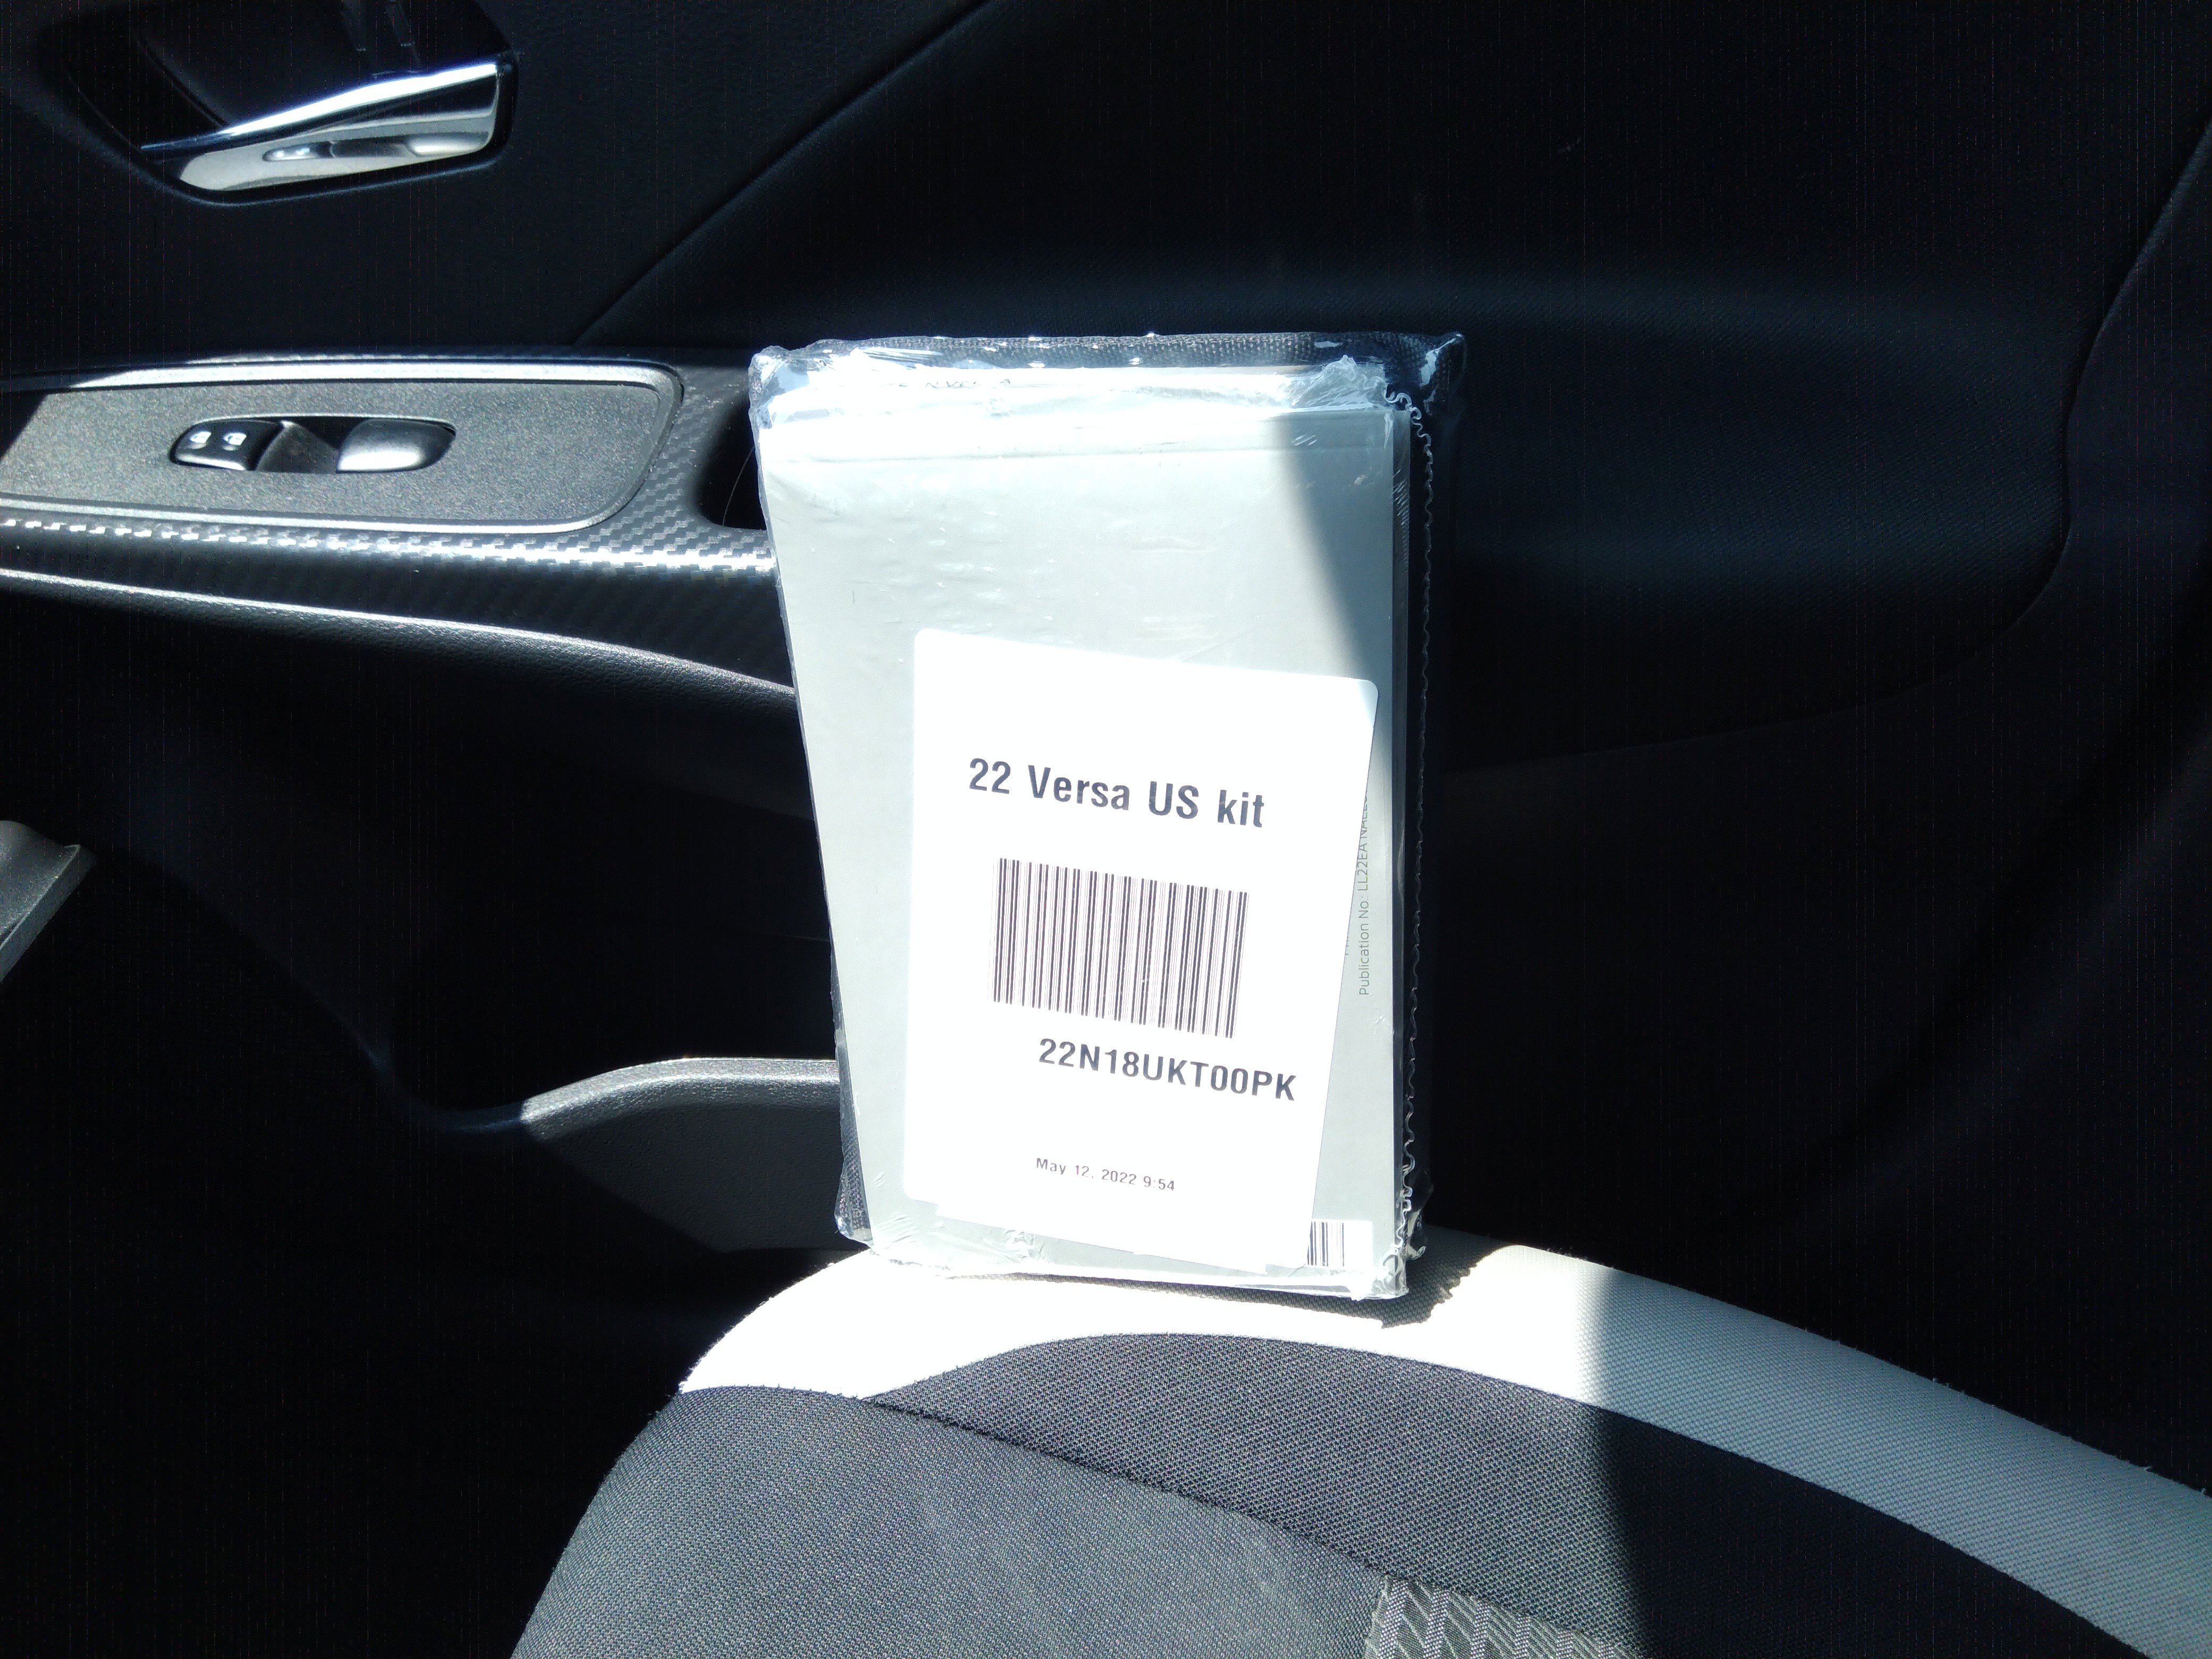 22 Versa US kit
22N18UKT00PK
May 12, 2022 9:54
Publication No. LL22EA